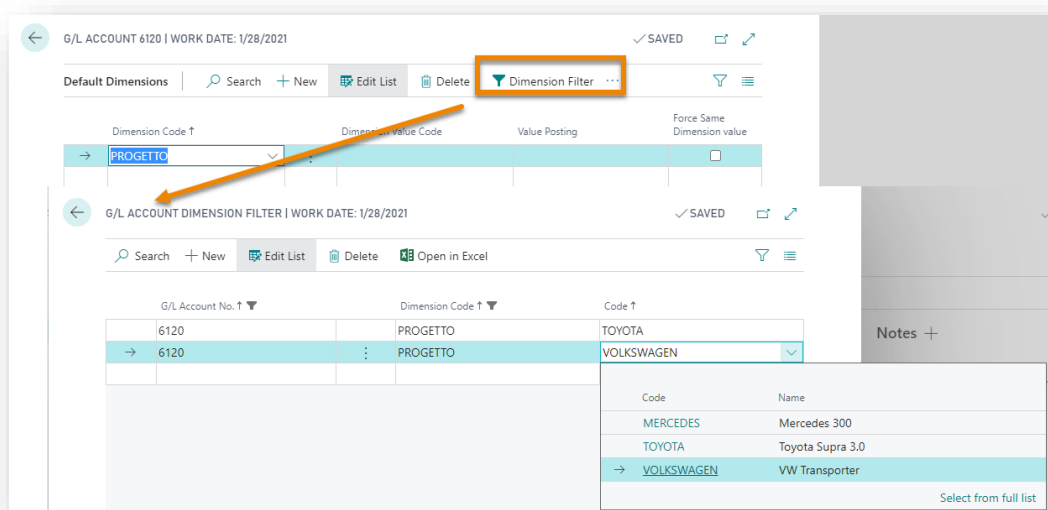 G/L ACCOUNT 6120 | WORK DATE: 1/28/2021 SAVED
Default Dimensions Search New Edit List Delete Dimension Filter ...
Dimension Code ↑ Dimension Value Code Value Posting Force Same Dimension value
PROGETTO
G/L ACCOUNT DIMENSION FILTER | WORK DATE: 1/28/2021 SAVED
Search New Edit List Delete Open in Excel
G/L Account No. ↑ Dimension Code ↑ Code ↑
6120 PROGETTO TOYOTA
6120 PROGETTO VOLKSWAGEN
Notes
Code Name
MERCEDES Mercedes 300
TOYOTA Toyota Supra 3.0
VOLKSWAGEN VW Transporter
Select from full list